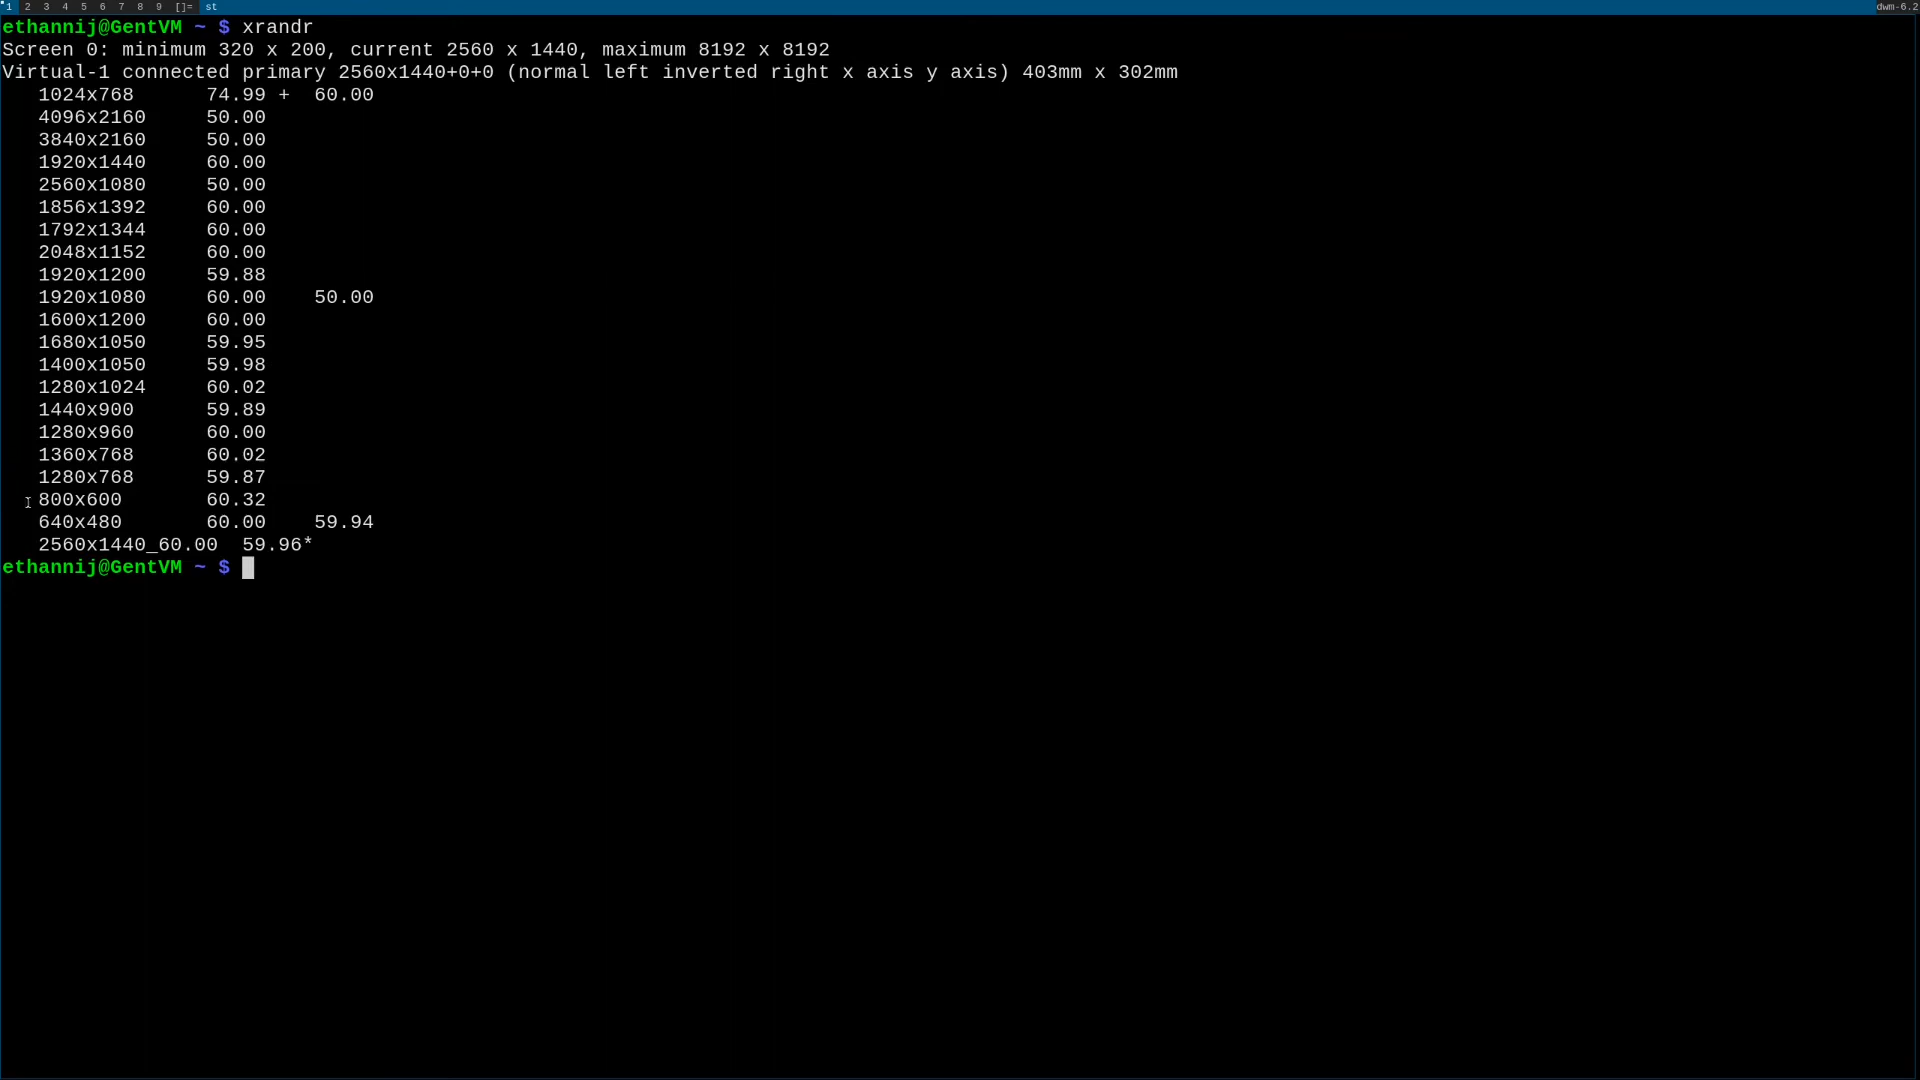 1 2 3 4 5 6 7 8 9 []= st dwm-6.2
ethannij@GentVM ~ $ xrandr
Screen 0: minimum 320 x 200, current 2560 x 1440, maximum 8192 x 8192
Virtual-1 connected primary 2560x1440+0+0 (normal left inverted right x axis y axis) 403mm x 302mm
   1024x768      74.99 +  60.00
   4096x2160     50.00
   3840x2160     50.00
   1920x1440     60.00
   2560x1080     50.00
   1856x1392     60.00
   1792x1344     60.00
   2048x1152     60.00
   1920x1200     59.88
   1920x1080     60.00    50.00
   1600x1200     60.00
   1680x1050     59.95
   1400x1050     59.98
   1280x1024     60.02
   1440x900      59.89
   1280x960      60.00
   1360x768      60.02
   1280x768      59.87
   800x600       60.32
   640x480       60.00    59.94
   2560x1440_60.00  59.96*
ethannij@GentVM ~ $